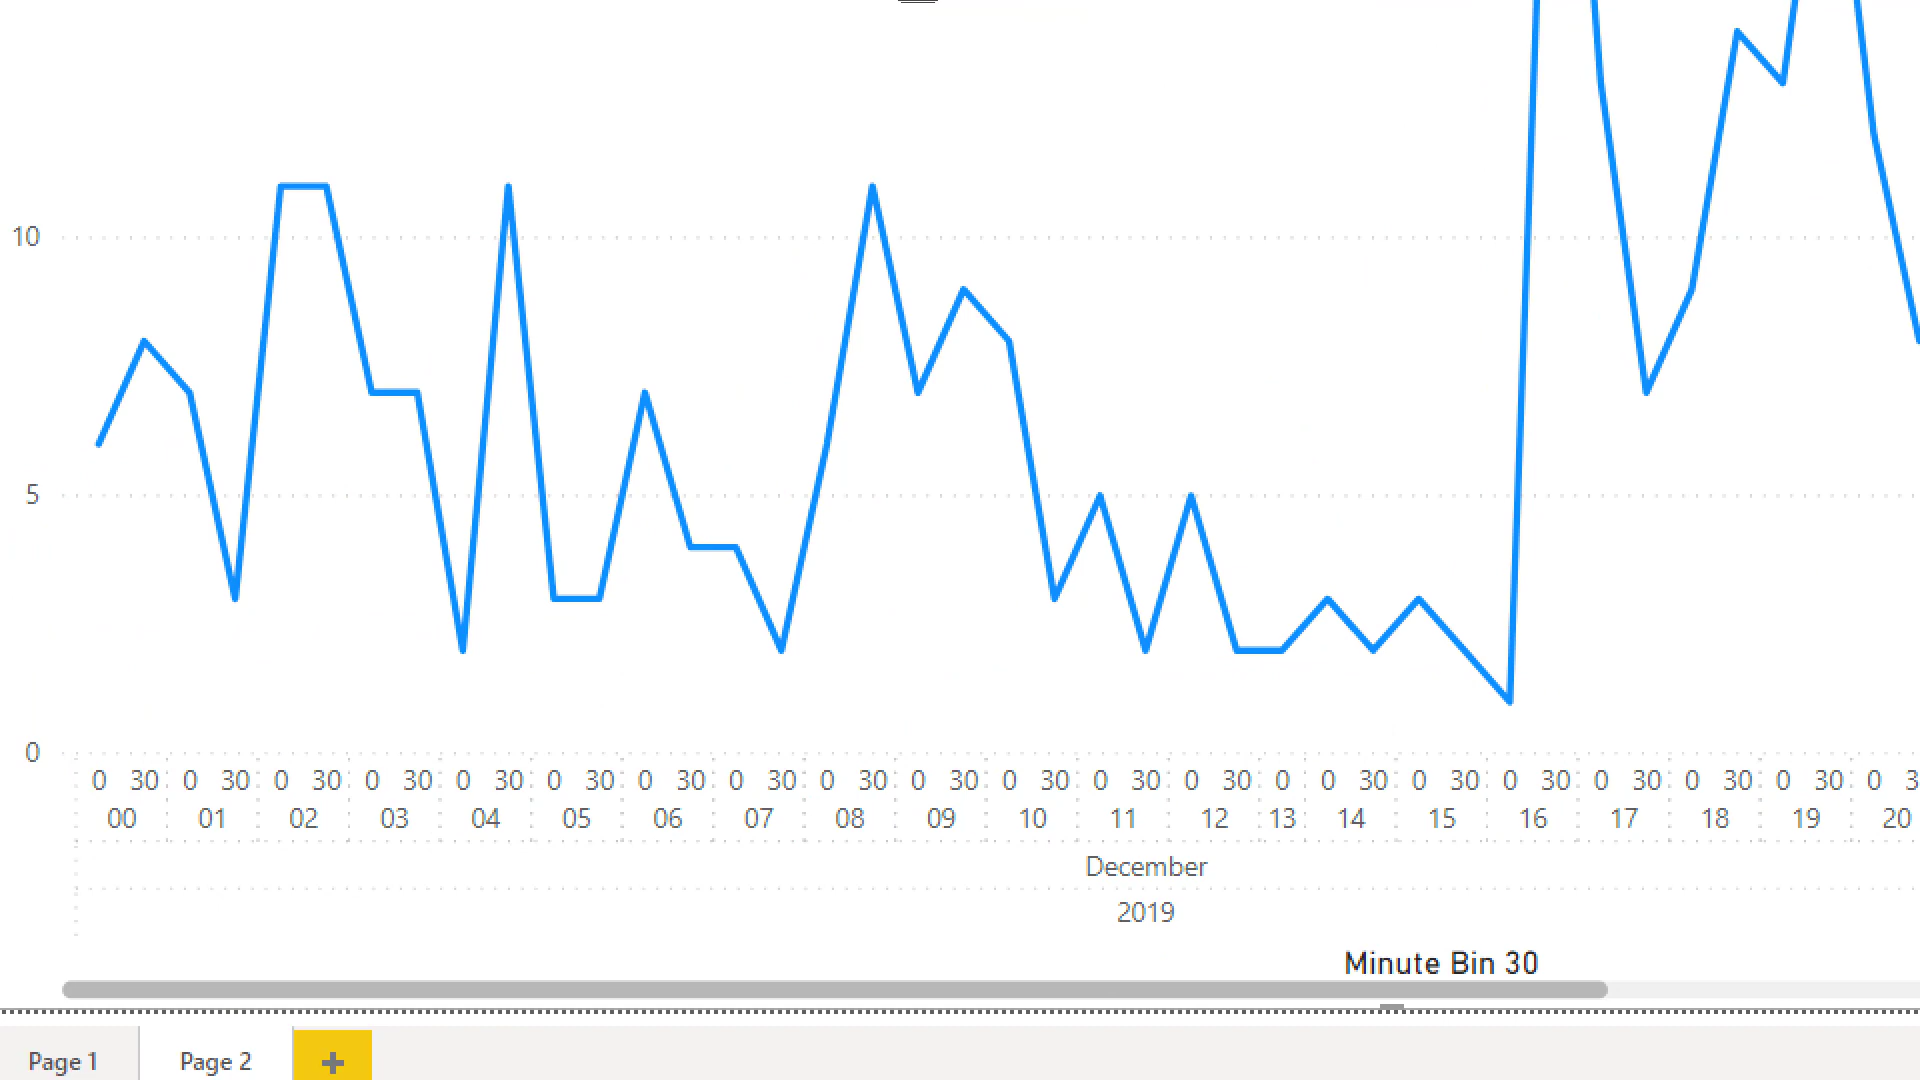 10
5
0
0 30 0 30 0 30 0 30 0 30 0 30 0 30 0 30 0 30 0 30 0 30 0 30 0 30 0 0 30 0 30 0 30 0 30 0 30 0 30 0 3
00 01 02 03 04 05 06 07 08 09 10 11 12 13 14 15 16 17 18 19 20
December
2019
Minute Bin 30
Page 1 Page 2 +